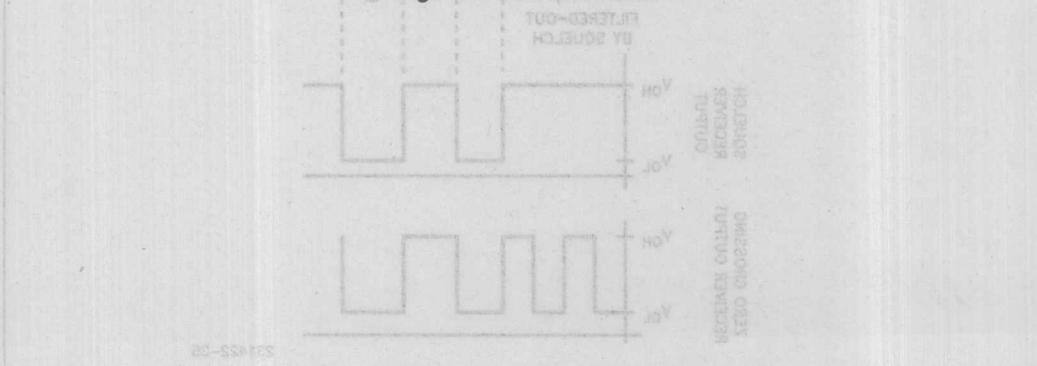 FILTERED-OUT
BY SQUELCH
VOH
VOL
SQUELCH
RECEIVER
OUTPUT
VOH
VOL
ZERO CROSSING
RECEIVER OUTPUT